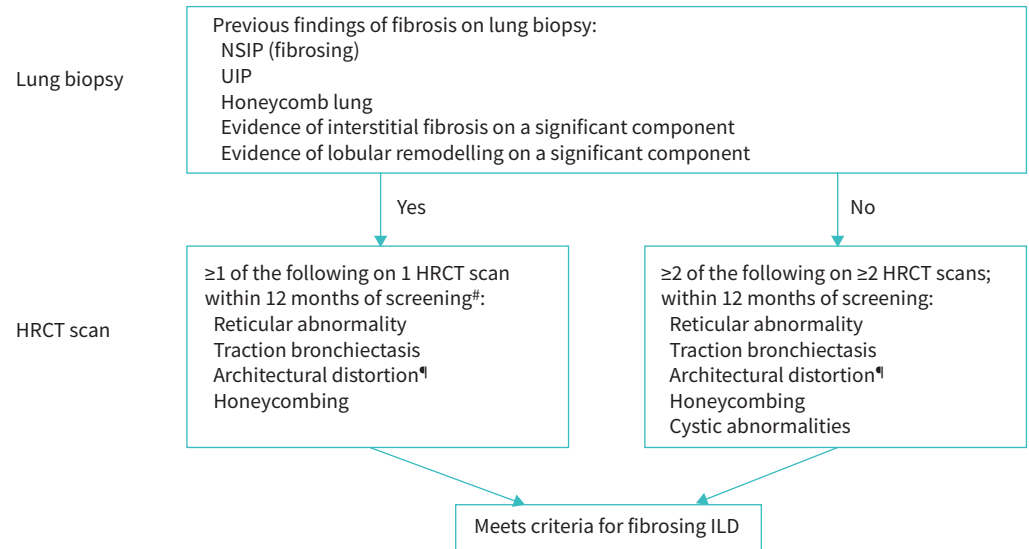 Lung biopsy
Previous findings of fibrosis on lung biopsy:
NSIP (fibrosing)
UIP
Honeycomb lung
Evidence of interstitial fibrosis on a significant component
Evidence of lobular remodelling on a significant component
Yes
No
HRCT scan
≥1 of the following on 1 HRCT scan
within 12 months of screening#:
Reticular abnormality
Traction bronchiectasis
Architectural distortion¶
Honeycombing
≥2 of the following on ≥2 HRCT scans;
within 12 months of screening:
Reticular abnormality
Traction bronchiectasis
Architectural distortion¶
Honeycombing
Cystic abnormalities
Meets criteria for fibrosing ILD